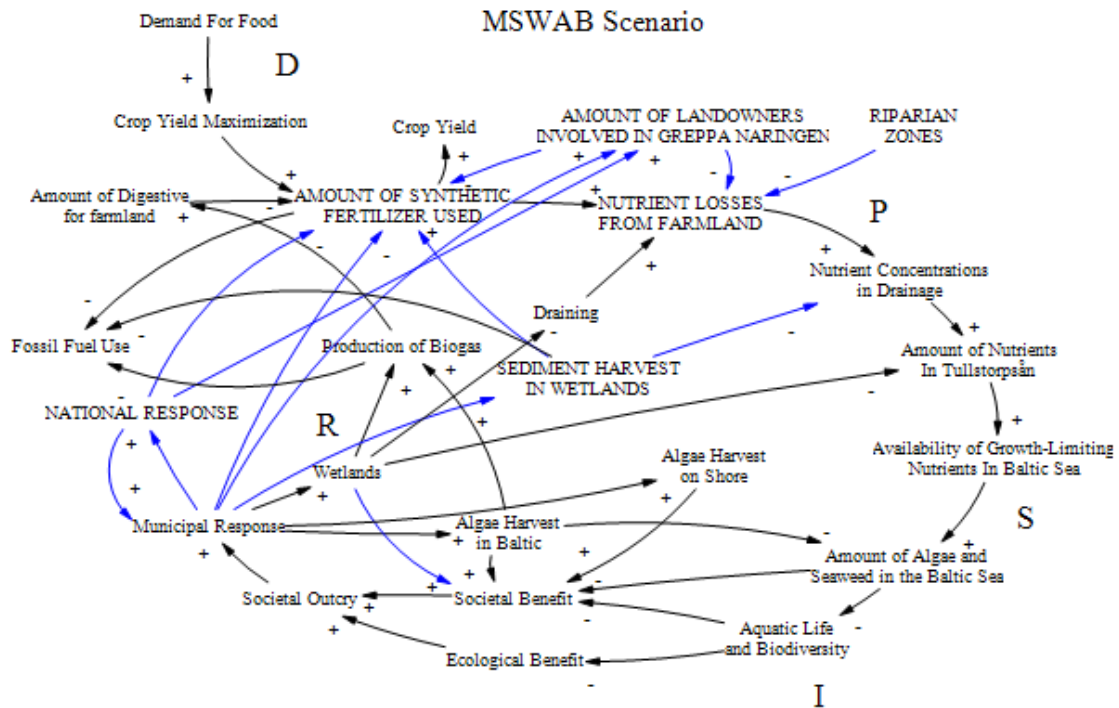 MSWAB Scenario
Demand For Food
D
+
Crop Yield Maximization
Crop Yield
AMOUNT OF LANDOWNERS
INVOLVED IN GREPPA NARINGEN
RIPARIAN
ZONES
+
+
+
+
-
-
Amount of Digestive
for farmland
+
-
AMOUNT OF SYNTHETIC
FERTILIZER USED
-
+
+
NUTRIENT LOSSES
FROM FARMLAND
P
-
-
+
+
Nutrient Concentrations
in Drainage
-
-
Draining
-
-
+
Fossil Fuel Use
Production of Biogas
+
+
SEDIMENT HARVEST
IN WETLANDS
Amount of Nutrients
In Tullstorpsån
-
-
NATIONAL RESPONSE
+
R
+
+
Wetlands
+
Algae Harvest
on Shore
+
Availability of Growth-Limiting
Nutrients In Baltic Sea
+
Municipal Response
+
+
Algae Harvest
in Baltic
-
S
+
+
+
-
Amount of Algae and
Seaweed in the Baltic Sea
Societal Outcry
+
+
Societal Benefit
-
-
+
Ecological Benefit
-
Aquatic Life
and Biodiversity
I